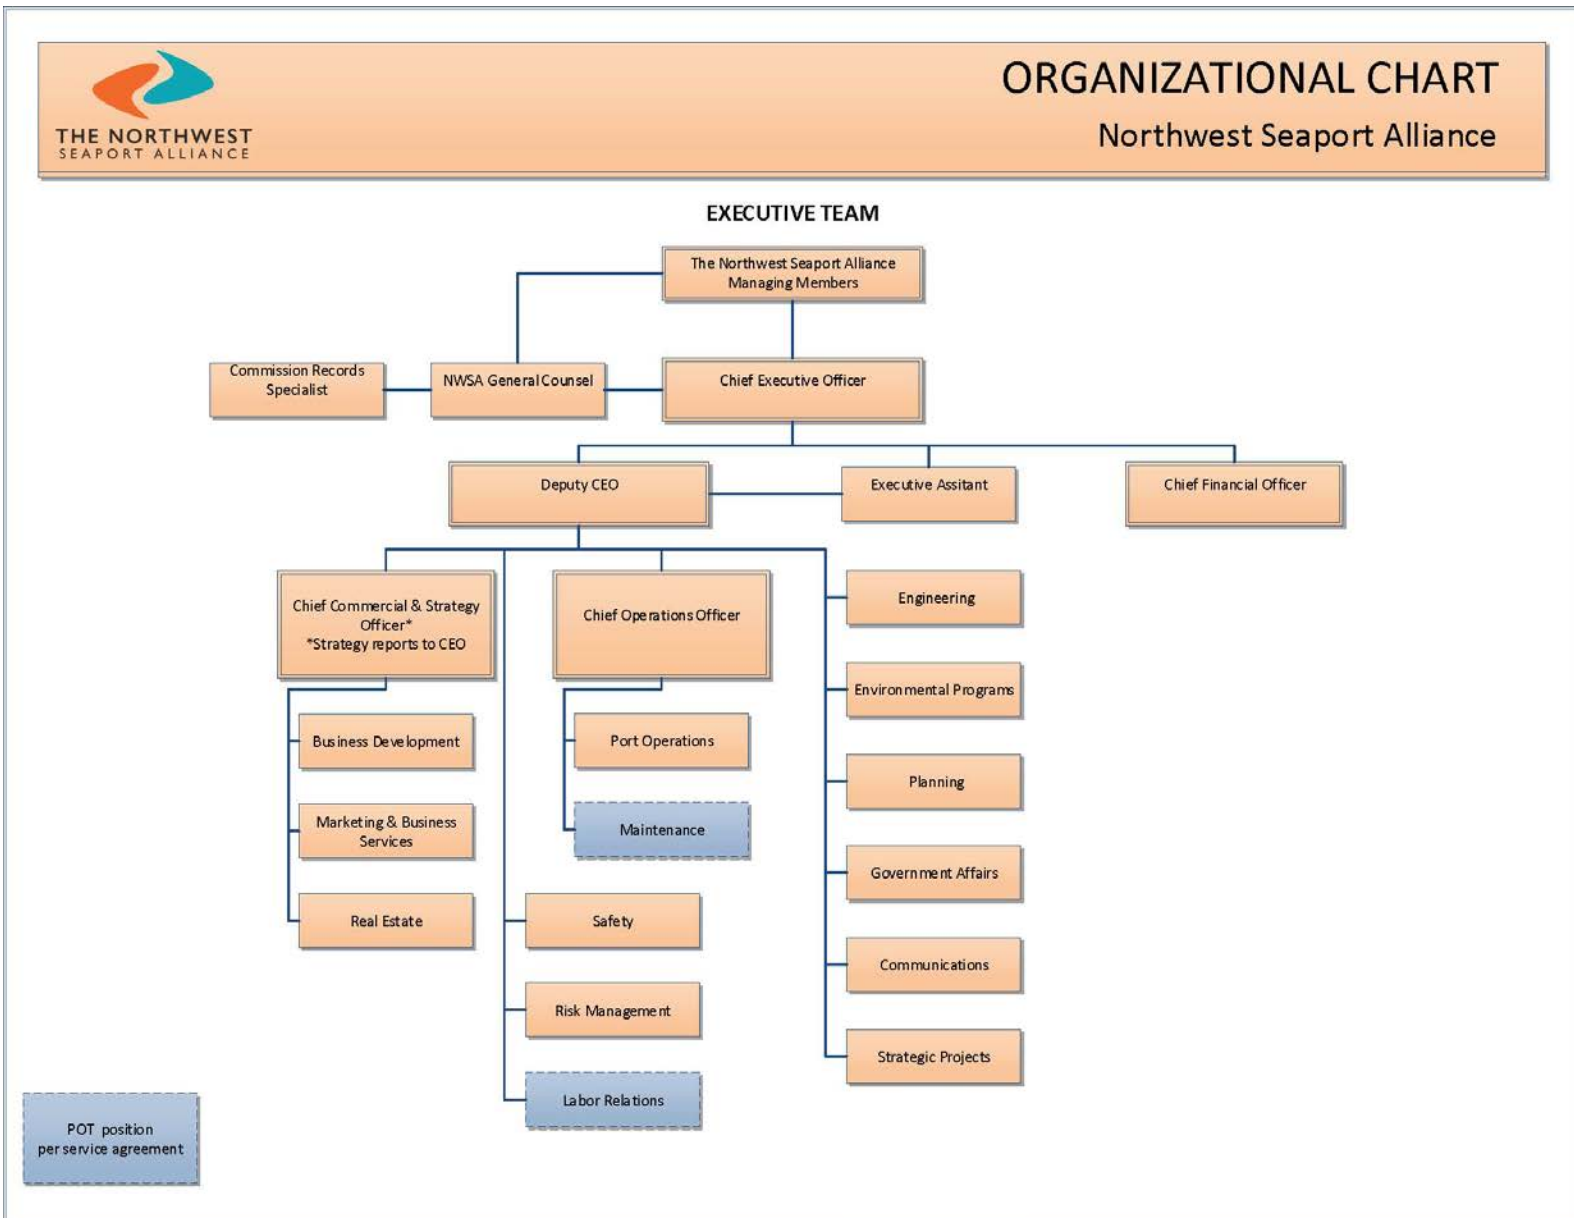 THE NORTHWEST
SEAPORT ALLIANCE
ORGANIZATIONAL CHART
Northwest Seaport Alliance
EXECUTIVE TEAM
The Northwest Seaport Alliance
Managing Members
Commission Records
Specialist
NWSA General Counsel
Chief Executive Officer
Deputy CEO
Executive Assitant
Chief Financial Officer
Chief Commercial & Strategy
Officer*
*Strategy reports to CEO
Chief Operations Officer
Engineering
Environmental Programs
Business Development
Port Operations
Planning
Marketing & Business
Services
Maintenance
Government Affairs
Real Estate
Safety
Communications
Risk Management
Strategic Projects
Labor Relations
POT position
per service agreement